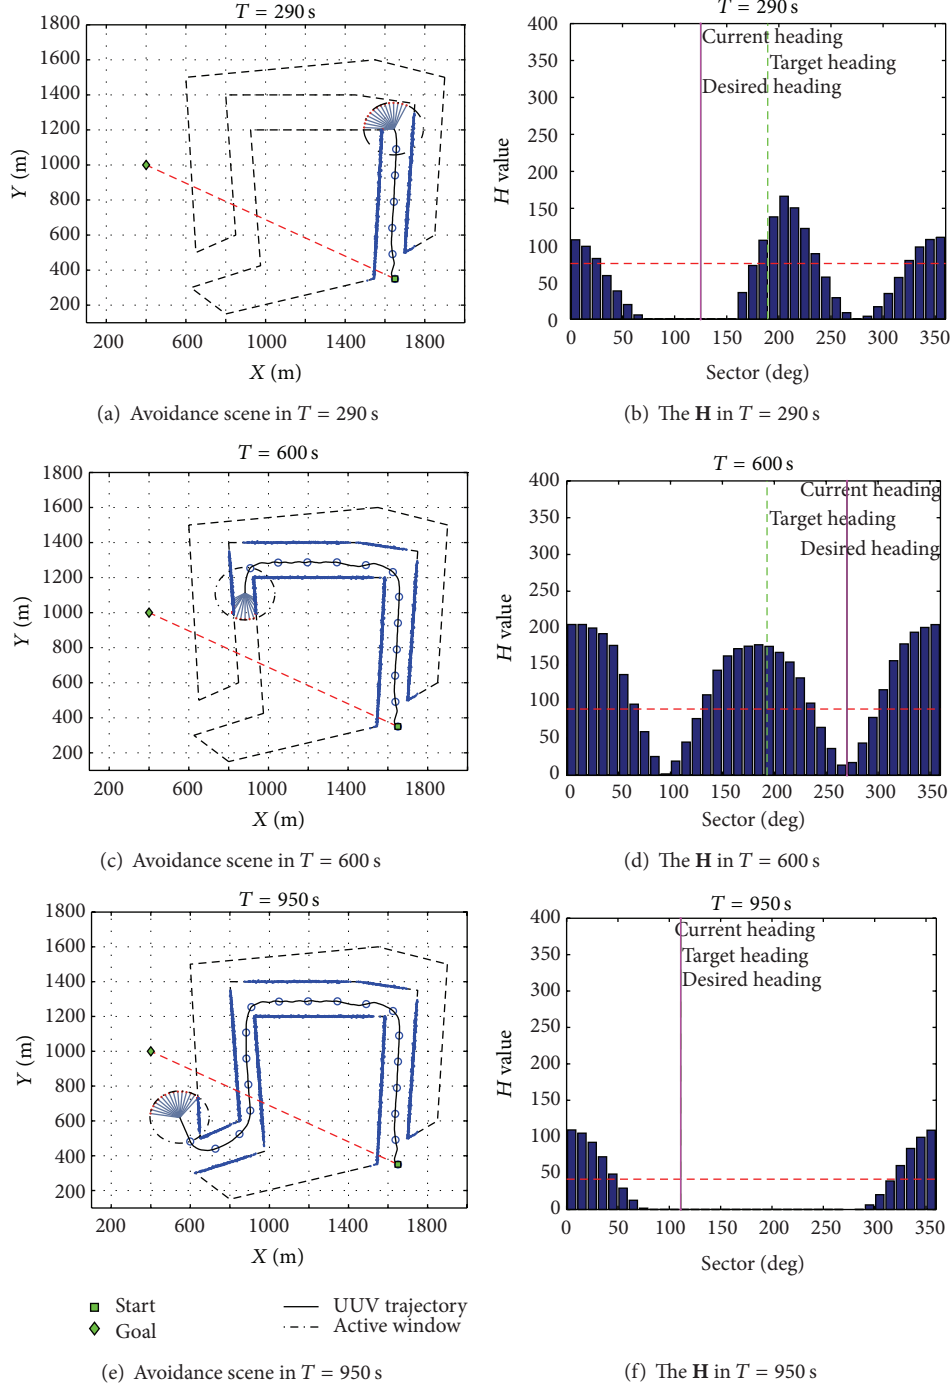 T = 290 s
1800
1600
1400
1200
1000
800
600
400
200
Y (m)
200 600 1000 1400 1800
X (m)
(a) Avoidance scene in T = 290 s
T = 290 s
400
350
300
250
200
150
100
50
0
H value
Current heading
Target heading
Desired heading
0 50 100 150 200 250 300 350
Sector (deg)
(b) The H in T = 290 s
T = 600 s
1800
1600
1400
1200
1000
800
600
400
200
Y (m)
200 600 1000 1400 1800
X (m)
(c) Avoidance scene in T = 600 s
T = 600 s
400
350
300
250
200
150
100
50
0
H value
Current heading
Target heading
Desired heading
0 50 100 150 200 250 300 350
Sector (deg)
(d) The H in T = 600 s
T = 950 s
1800
1600
1400
1200
1000
800
600
400
200
Y (m)
200 600 1000 1400 1800
X (m)
Start
Goal
UUV trajectory
Active window
(e) Avoidance scene in T = 950 s
T = 950 s
400
350
300
250
200
150
100
50
0
H value
Current heading
Target heading
Desired heading
0 50 100 150 200 250 300 350
Sector (deg)
(f) The H in T = 950 s